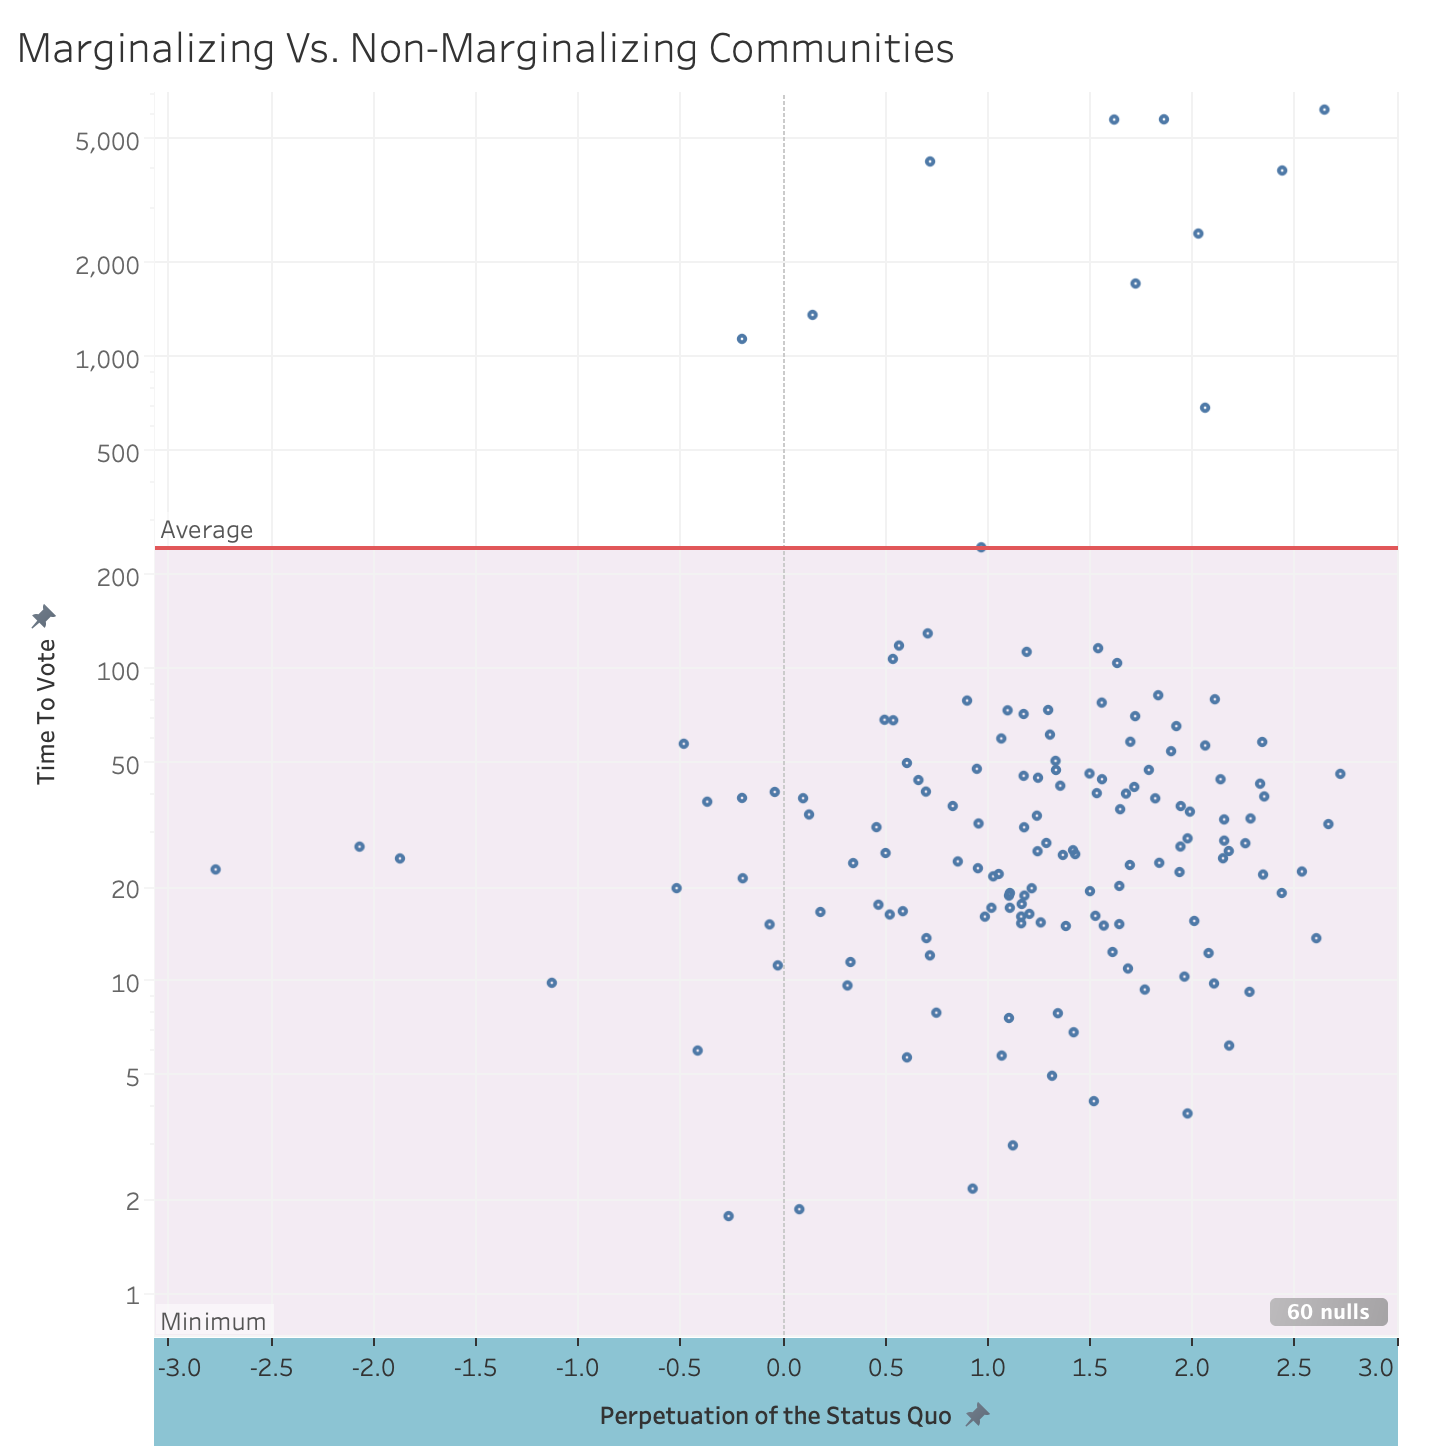 Marginalizing Vs. Non-Marginalizing Communities
5,000
2,000
1,000
500
Average
200
100
50
20
10
5
2
1
Time To Vote
Minimum
60 nulls
-3.0 -2.5 -2.0 -1.5 -1.0 -0.5 0.0 0.5 1.0 1.5 2.0 2.5 3.0
Perpetuation of the Status Quo